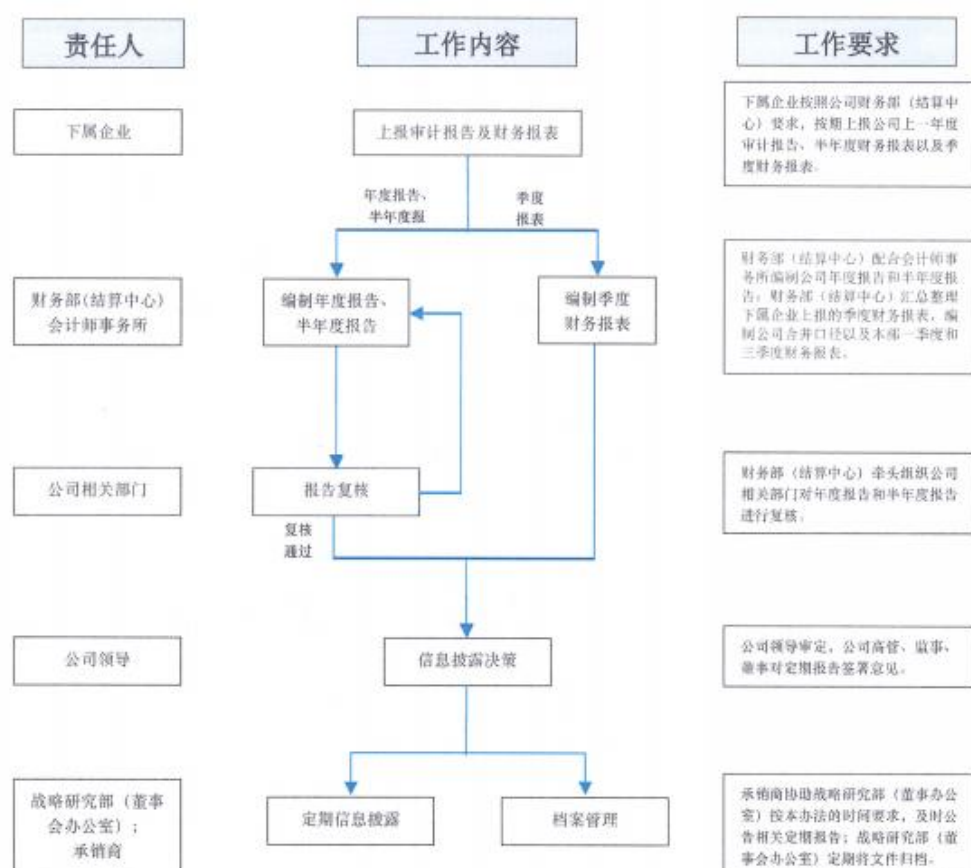 责任人
工作内容
工作要求
下属企业
上报审计报告及财务报表
下属企业按照公司财务部（结算中
心）要求，按期上报公司上一年度
审计报告、半年度财务报表以及季
度财务报表。
年度报告、
半年度报
季度
报表
财务部(结算中心)
会计师事务所
编制年度报告、
半年度报告
编制季度
财务报表
财务部（结算中心）配合会计师事
务所编制公司年度报告和半年度报
告；财务部（结算中心）汇总整理
下属企业上报的季度财务报表，编
制公司合并口径以及本部一季度和
三季度财务报表。
公司相关部门
报告复核
财务部（结算中心）牵头组织公司
相关部门对年度报告和半年度报告
进行复核。
复核
通过
公司领导
信息披露决策
公司领导审定，公司高管、监事、
董事对定期报告签署意见。
战略研究部（董事
会办公室）；
承销商
定期信息披露
档案管理
承销商协助战略研究部（董事办公
室）按本办法的时间要求，及时公
告相关定期报告；战略研究部（董
事会办公室）定期将文件归档。